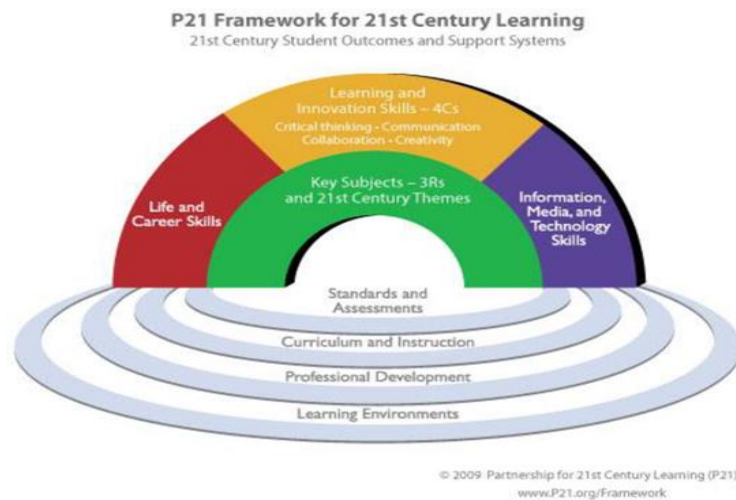 P21 Framework for 21st Century Learning
21st Century Student Outcomes and Support Systems
Learning and
Innovation Skills – 4Cs
Critical thinking • Communication
Collaboration • Creativity
Key Subjects – 3Rs
and 21st Century Themes
Life and
Career Skills
Information,
Media, and
Technology
Skills
Standards and
Assessments
Curriculum and Instruction
Professional Development
Learning Environments
© 2009 Partnership for 21st Century Learning (P21)
www.P21.org/Framework